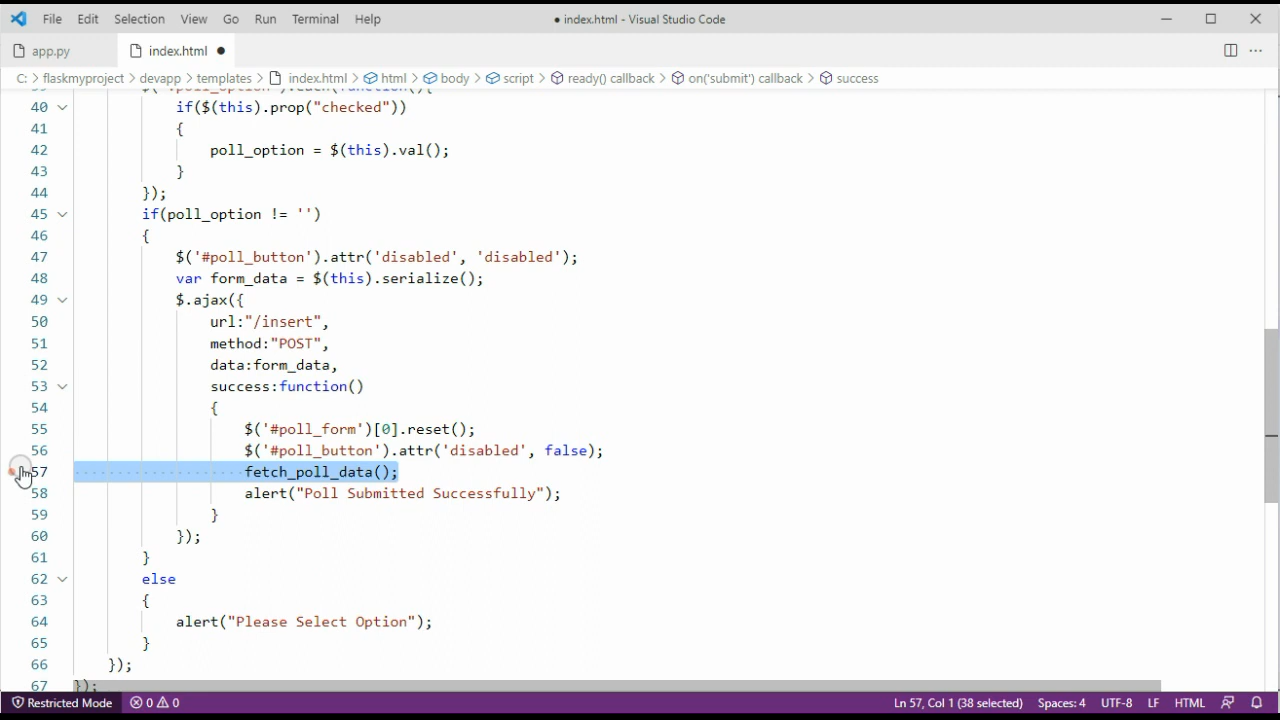 File Edit Selection View Go Run Terminal Help ● index.html - Visual Studio Code
app.py index.html ●
C: > flaskmyproject > devapp > templates > index.html > html > body > script > ready() callback > on('submit') callback > success
40 if($(this).prop("checked"))
41 {
42 poll_option = $(this).val();
43 }
44 });
45 if(poll_option != '')
46 {
47 $('#poll_button').attr('disabled', 'disabled');
48 var form_data = $(this).serialize();
49 $.ajax({
50 url:"/insert",
51 method:"POST",
52 data:form_data,
53 success:function()
54 {
55 $('#poll_form')[0].reset();
56 $('#poll_button').attr('disabled', false);
57 fetch_poll_data();
58 alert("Poll Submitted Successfully");
59 }
60 });
61 }
62 else
63 {
64 alert("Please Select Option");
65 }
66 });
67 });
Restricted Mode 0 0 Ln 57, Col 1 (38 selected) Spaces: 4 UTF-8 LF HTML